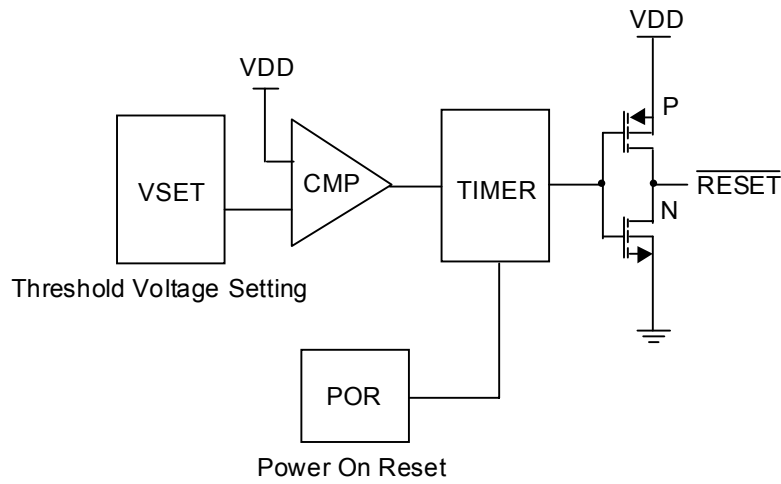 VDD
VDD
P
VSET
CMP
TIMER
RESET
N
Threshold Voltage Setting
POR
Power On Reset